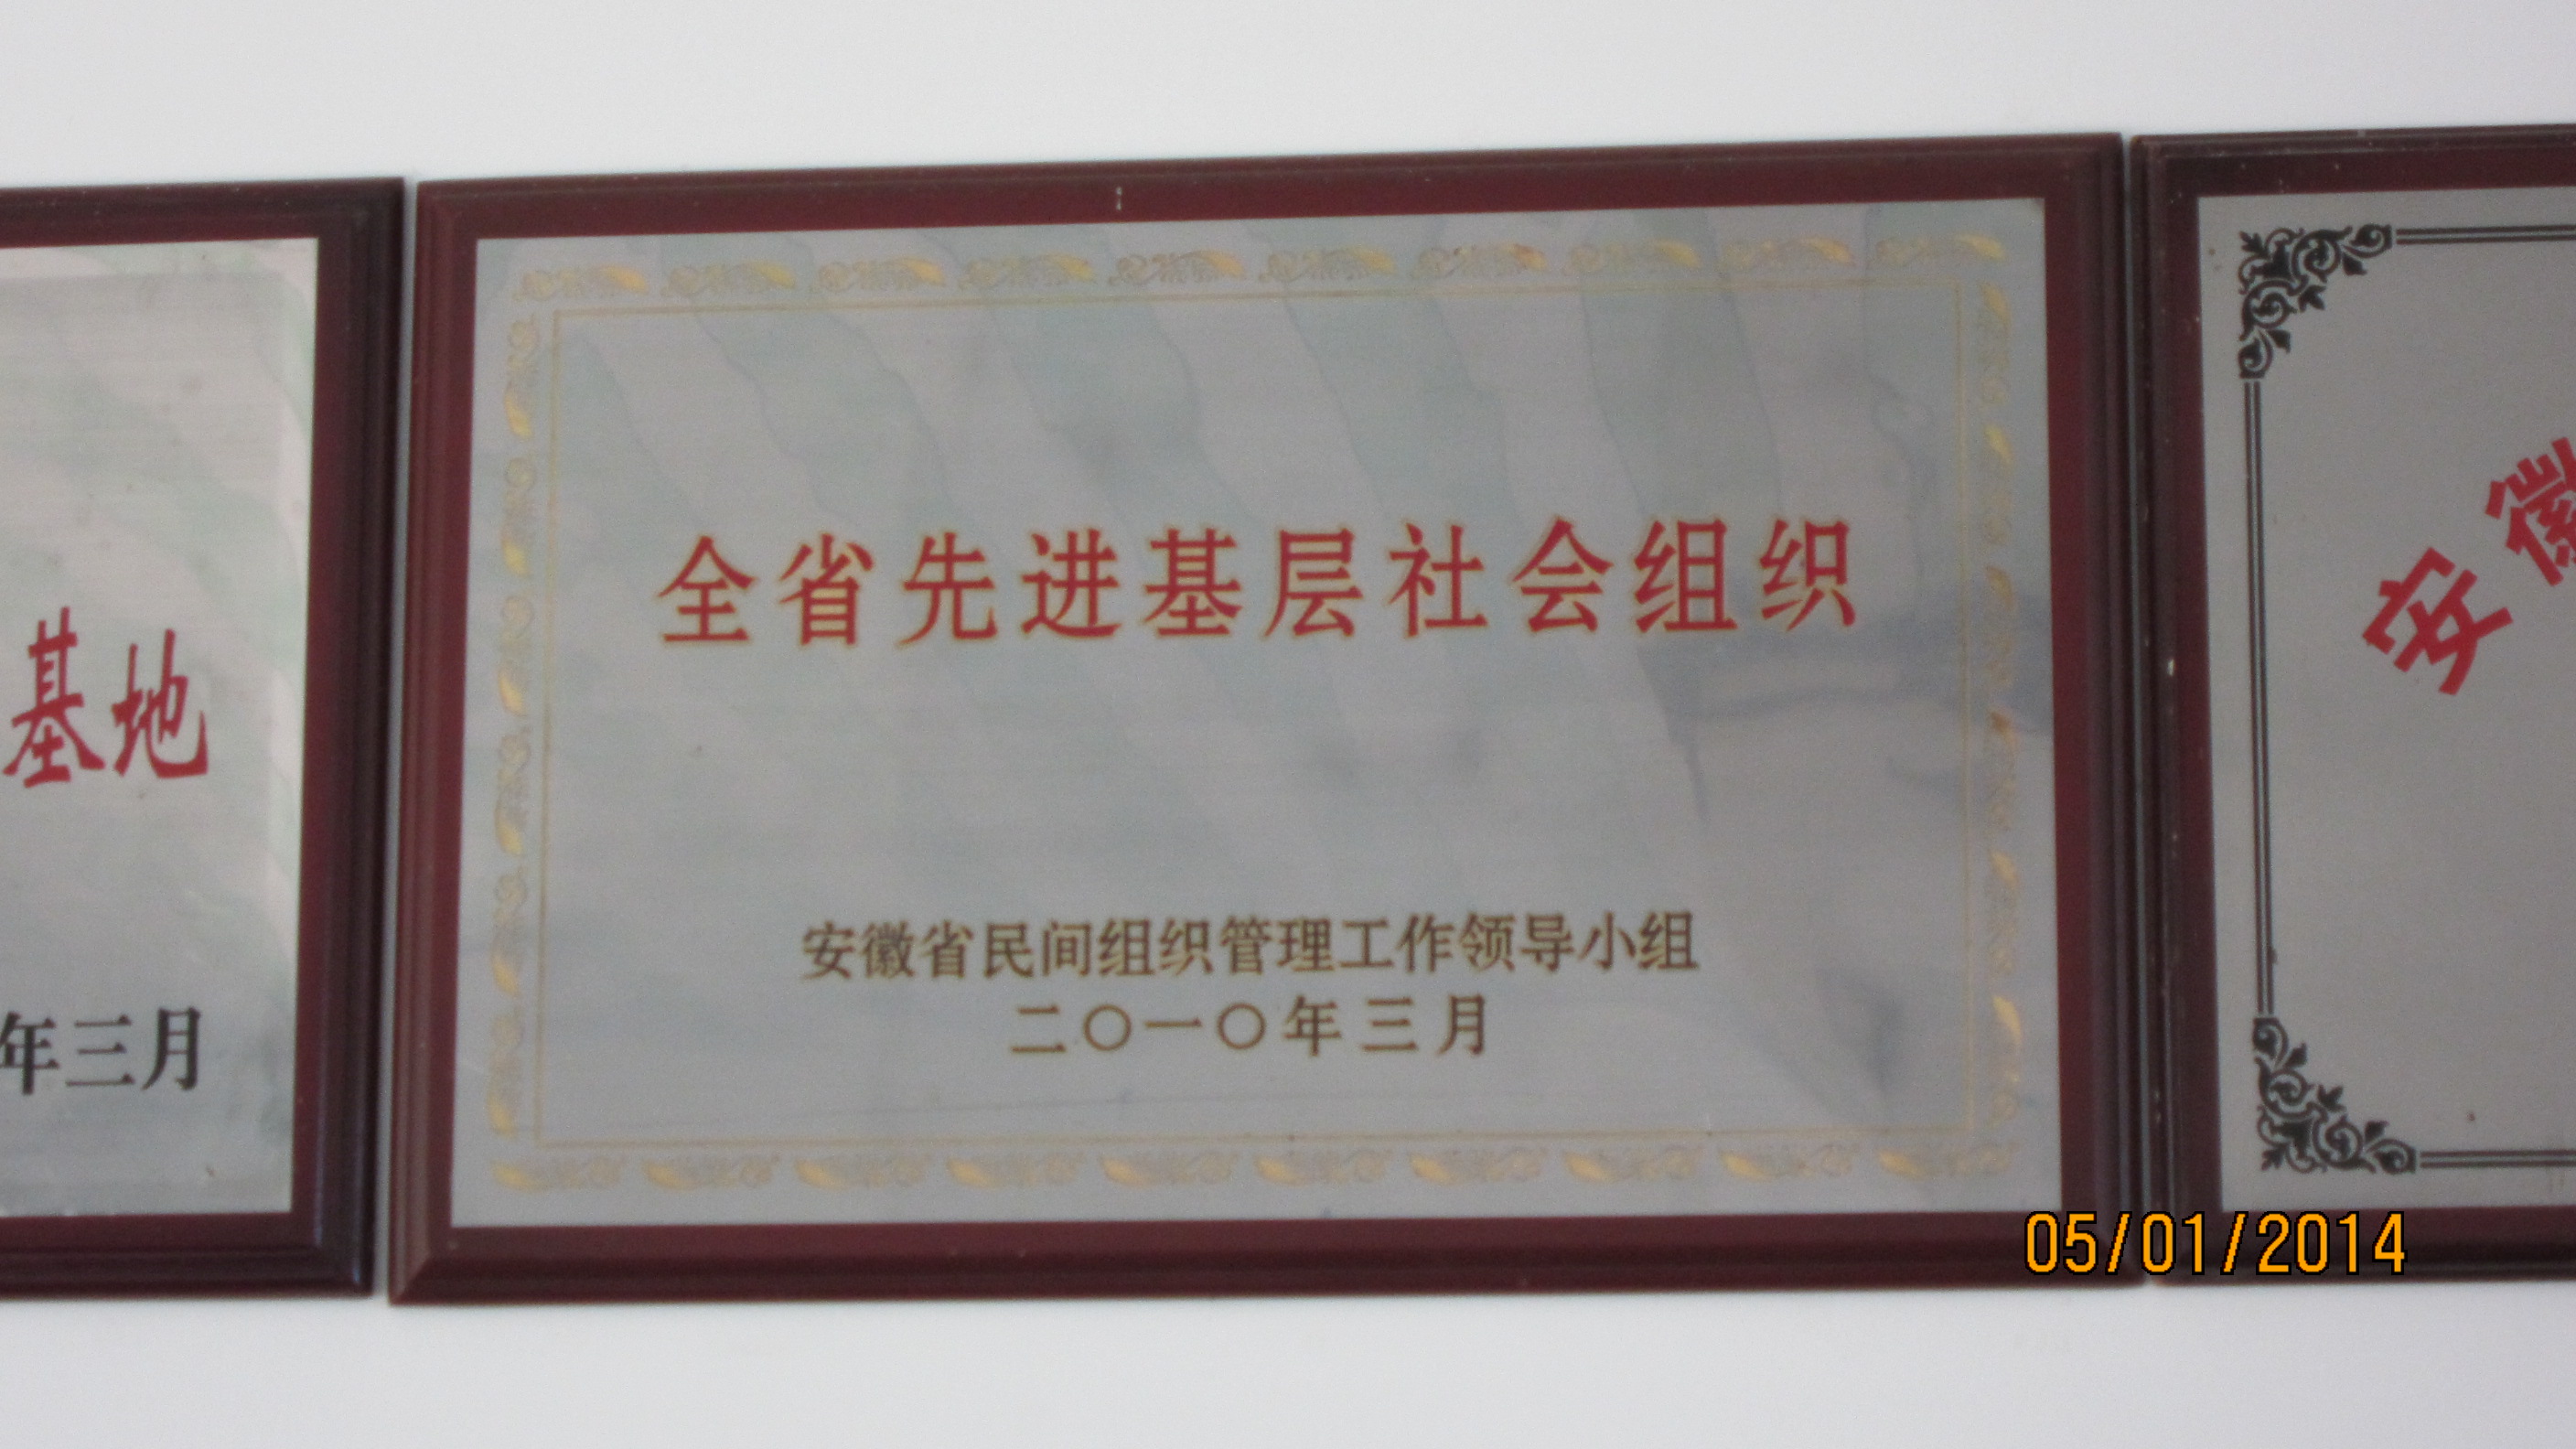 基地
年三月
全省先进基层社会组织
安徽省民间组织管理工作领导小组
二〇一〇年三月
安徽
05/01/2014